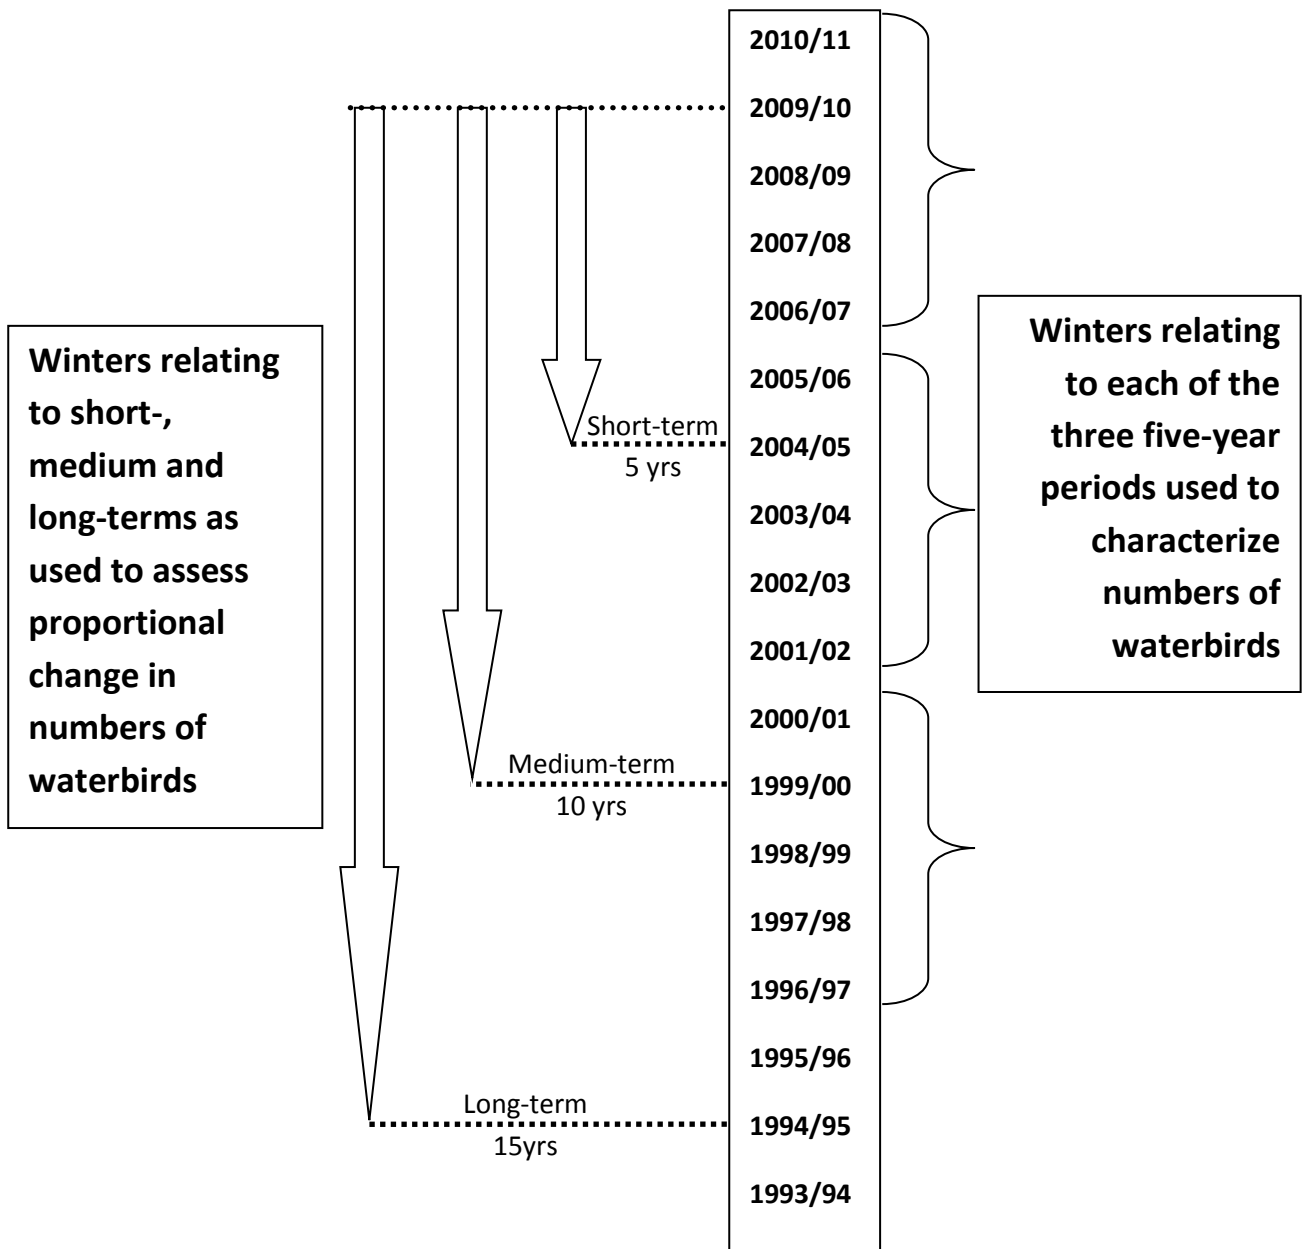 Winters relating
to short-,
medium and
long-terms as
used to assess
proportional
change in
numbers of
waterbirds
Short-term
5 yrs
Medium-term
10 yrs
Long-term
15yrs
2010/11
2009/10
2008/09
2007/08
2006/07
2005/06
2004/05
2003/04
2002/03
2001/02
2000/01
1999/00
1998/99
1997/98
1996/97
1995/96
1994/95
1993/94
Winters relating
to each of the
three five-year
periods used to
characterize
numbers of
waterbirds